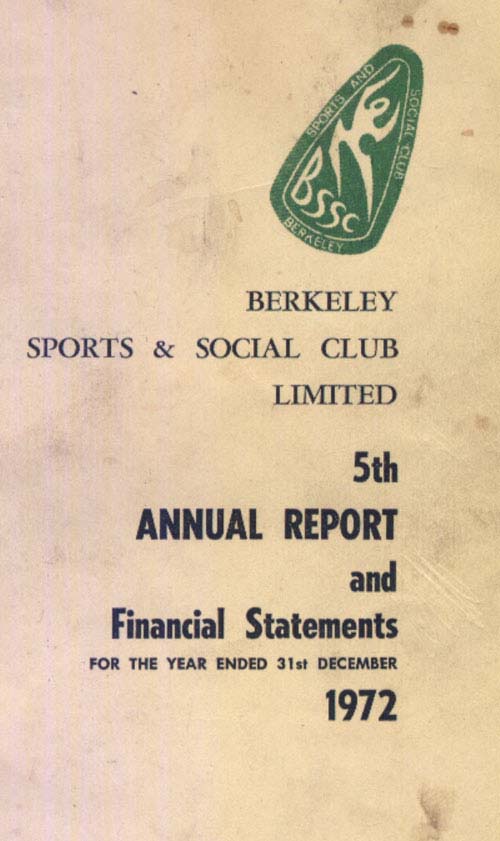 SPORTS AND
SOCIAL CLUB
BSSC
BERKELEY
BERKELEY
SPORTS & SOCIAL CLUB
LIMITED
5th
ANNUAL REPORT
and
Financial Statements
FOR THE YEAR ENDED 31st DECEMBER
1972